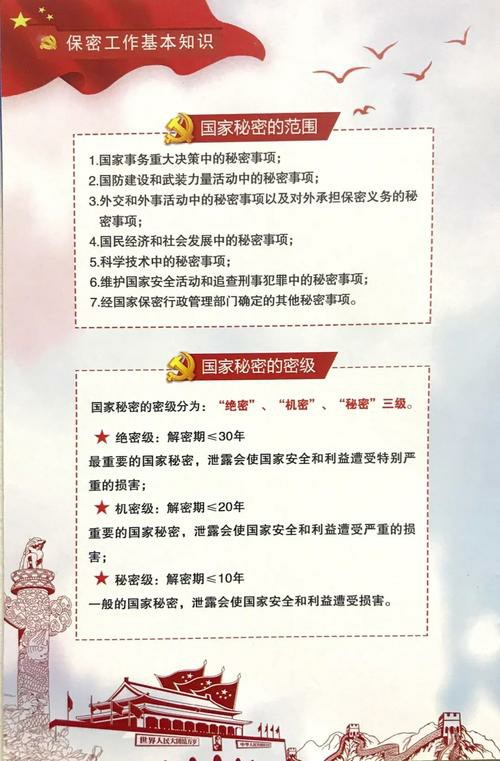 保密工作基本知识
国家秘密的范围
1.国家事务重大决策中的秘密事项；
2.国防建设和武装力量活动中的秘密事项；
3.外交和外事活动中的秘密事项以及对外承担保密义务的秘
密事项；
4.国民经济和社会发展中的秘密事项；
5.科学技术中的秘密事项；
6.维护国家安全活动和追查刑事犯罪中的秘密事项；
7.经国家保密行政管理部门确定的其他秘密事项。
国家秘密的密级
国家秘密的密级分为：“绝密”、“机密”、“秘密”三级。
★ 绝密级：解密期≤30年
最重要的国家秘密，泄露会使国家安全和利益遭受特别严
重的损害；
★ 机密级：解密期≤20年
重要的国家秘密，泄露会使国家安全和利益遭受严重的损
害；
★ 秘密级：解密期≤10年
一般的国家秘密，泄露会使国家安全和利益遭受损害。
世界人民大团结万岁